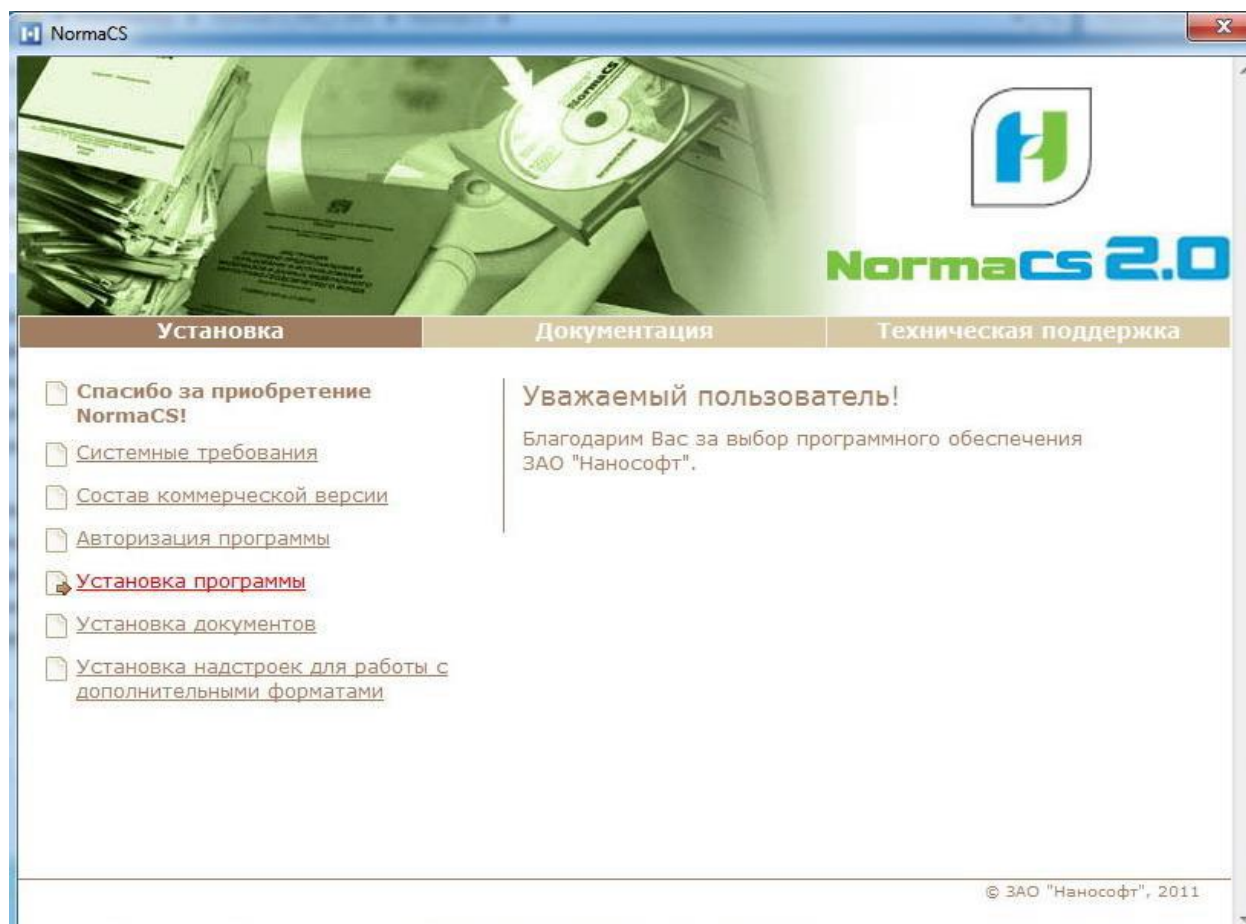 NormaCS
NormaCS
NormaCS 2.0
Установка
Документация
Техническая поддержка
Спасибо за приобретение
NormaCS!
Системные требования
Состав коммерческой версии
Авторизация программы
Установка программы
Установка документов
Установка надстроек для работы с
дополнительными форматами
Уважаемый пользователь!
Благодарим Вас за выбор программного обеспечения
ЗАО "Нанософт".
© ЗАО "Нанософт", 2011